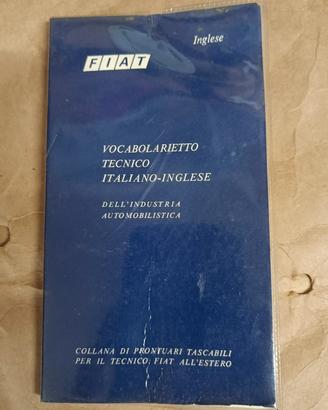 Inglese
FIAT
VOCABOLARIETTO
TECNICO
ITALIANO-INGLESE
DELL'INDUSTRIA
AUTOMOBILISTICA
COLLANA DI PRONTUARI TASCABILI
PER IL TECNICO FIAT ALL'ESTERO